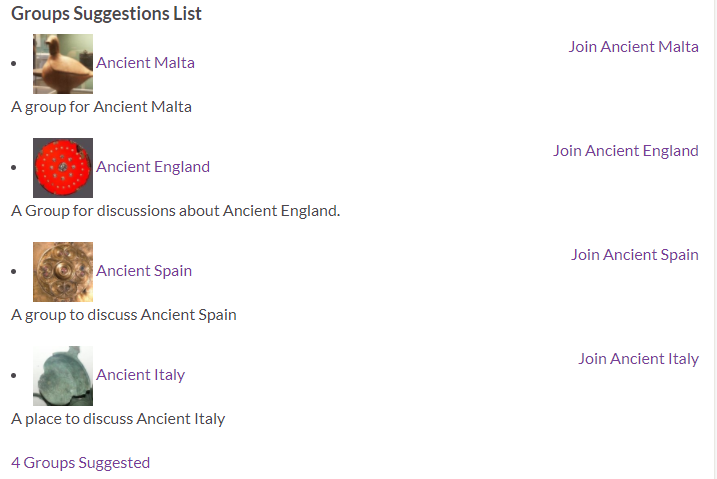 Groups Suggestions List
Join Ancient Malta
Ancient Malta
A group for Ancient Malta
Join Ancient England
Ancient England
A Group for discussions about Ancient England.
Join Ancient Spain
Ancient Spain
A group to discuss Ancient Spain
Join Ancient Italy
Ancient Italy
A place to discuss Ancient Italy
4 Groups Suggested